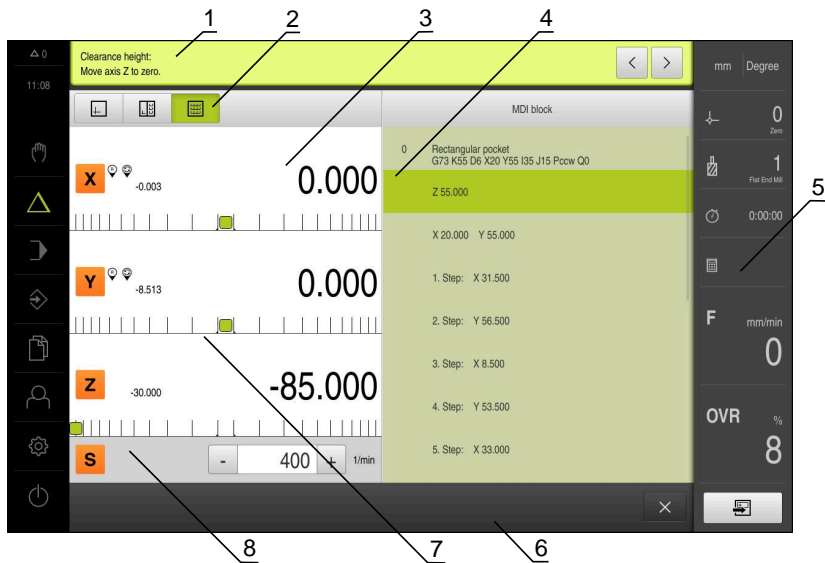 1
2
3
4
△ 0
11:08
Clearance height:
Move axis Z to zero.
< >
mm Degree
MDI block
0 Rectangular pocket
G73 K55 D6 X20 Y55 I35 J15 Pccw Q0
Z 55.000
X 20.000 Y 55.000
1. Step: X 31.500
2. Step: Y 56.500
3. Step: X 8.500
4. Step: Y 53.500
5. Step: X 33.000
X
-0.003
0.000
Y
-8.513
0.000
Z
-30.000
-85.000
S
- 400 + 1/min
0
Zero
1
Flat End Mill
0:00:00
5
F mm/min
0
OVR %
8
8
7
6